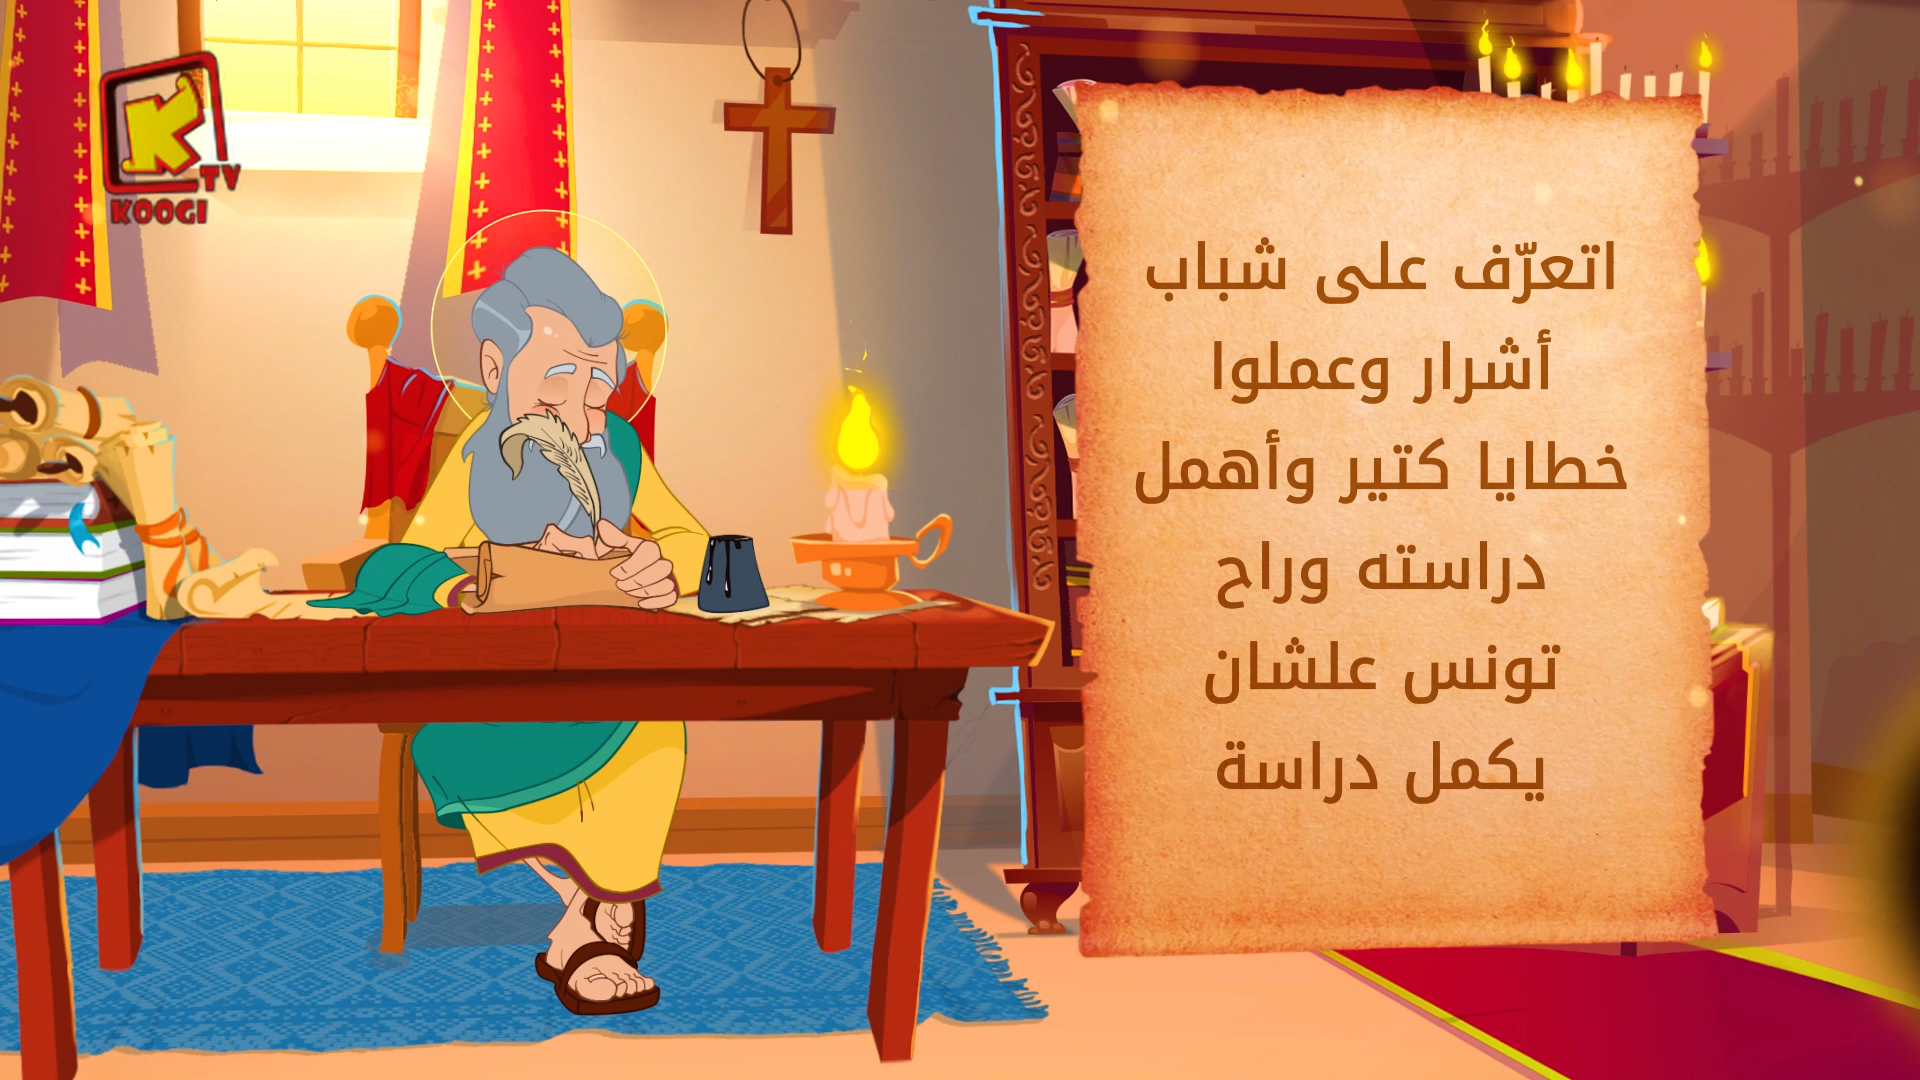 K
TV
KOOGI
اتعرّف على شباب
أشرار وعملوا
خطايا كتير وأهمل
دراسته وراح
تونس علشان
يكمل دراسة